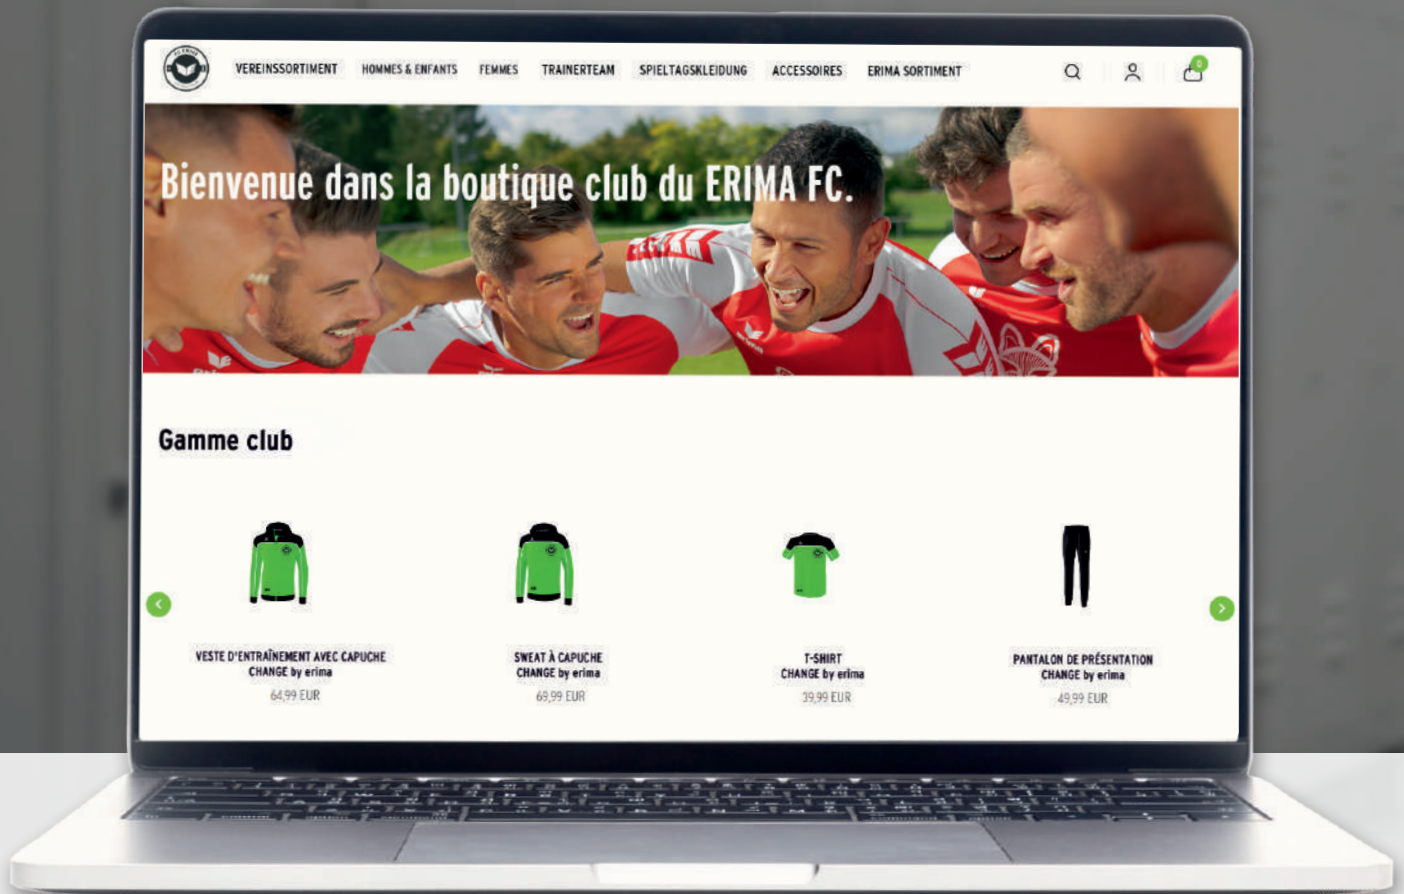 FC ERIMA
VEREINSSORTIMENT HOMMES & ENFANTS FEMMES TRAINERTEAM SPIELTAGSKLEIDUNG ACCESSOIRES ERIMA SORTIMENT
0
Bienvenue dans la boutique club du ERIMA FC.
Gamme club
VESTE D'ENTRAÎNEMENT AVEC CAPUCHE
CHANGE by erima
64,99 EUR
SWEAT À CAPUCHE
CHANGE by erima
69,99 EUR
T-SHIRT
CHANGE by erima
39,99 EUR
PANTALON DE PRÉSENTATION
CHANGE by erima
49,99 EUR